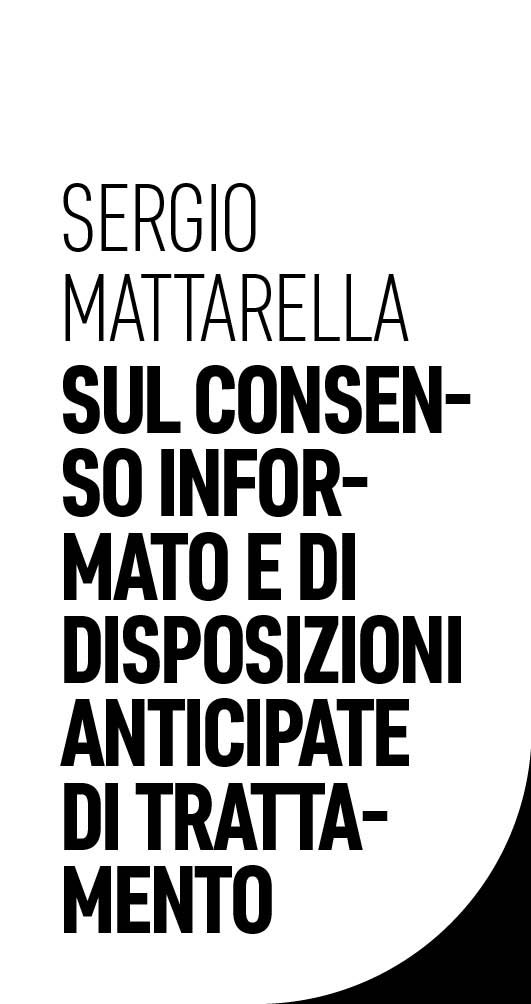 SERGIO
MATTARELLA
SUL CONSEN-
SO INFOR-
MATO E DI
DISPOSIZIONI
ANTICIPATE
DI TRATTA-
MENTO